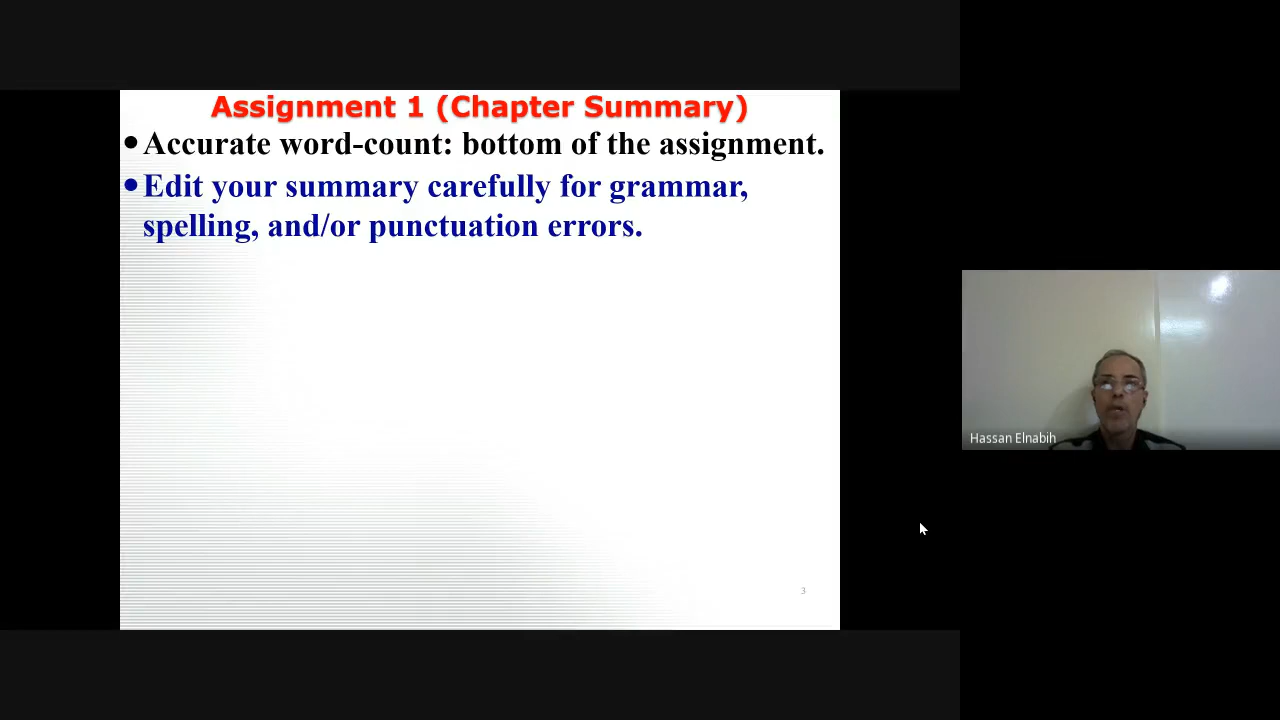 Assignment 1 (Chapter Summary)
•Accurate word-count: bottom of the assignment.
•Edit your summary carefully for grammar,
spelling, and/or punctuation errors.
Hassan Elnabih
3